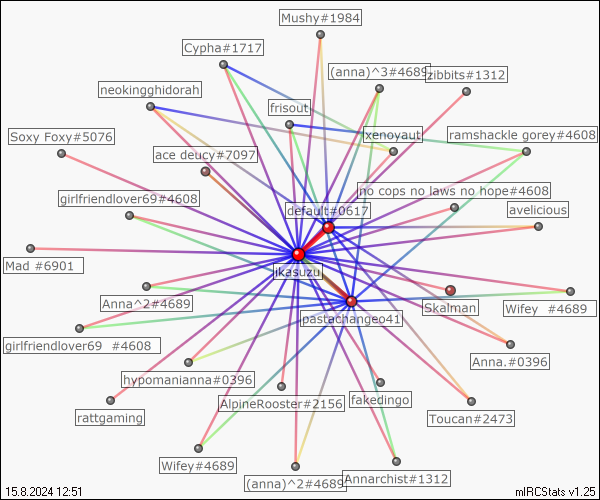 Mushy#1984
Cypha#1717
(anna)^3#4689
zibbits#1312
neokingghidorah
frisout
xenoyaut
ramshackle gorey#4608
Soxy Foxy#5076
ace deucy#7097
no cops no laws no hope#4608
girlfriendlover69#4608
default#0617
avelicious
Mad #6901
ikasuzu
Anna^2#4689
Skalman
Wifey  #4689
pastachangeo41
girlfriendlover69  #4608
Anna.#0396
hypomanianna#0396
rattgaming
AlpineRooster#2156
fakedingo
Toucan#2473
Wifey#4689
(anna)^2#4689
Annarchist#1312
15.8.2024 12:51
mIRCStats v1.25